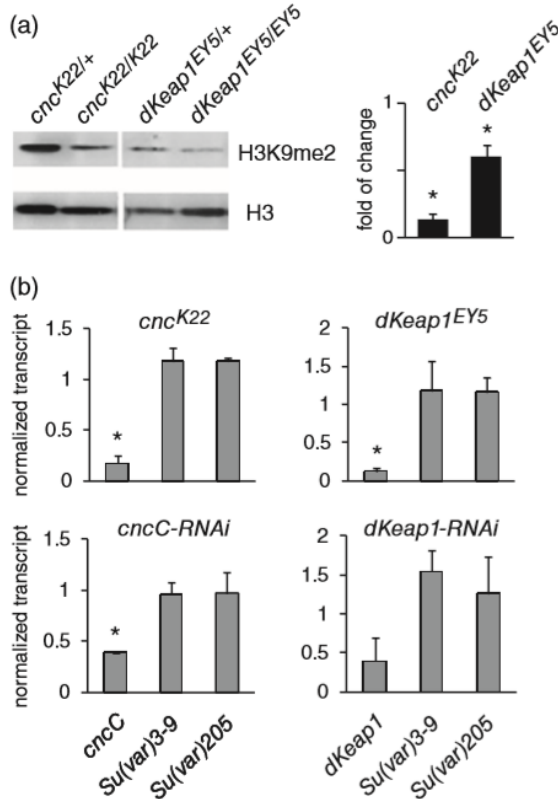 (a)
cncK22/+
cncK22/K22
dKeap1EY5/+
dKeap1EY5/EY5
H3K9me2
H3
cncK22
dKeap1EY5
fold of change
1
*
*
0
(b)
cncK22
normalized transcript
1.5
1
0.5
0
*
dKeap1EY5
2
1.5
1
0.5
0
*
cncC-RNAi
normalized transcript
1.5
1
0.5
0
*
dKeap1-RNAi
2
1.5
1
0.5
0
cncC
Su(var)3-9
Su(var)205
dKeap1
Su(var)3-9
Su(var)205